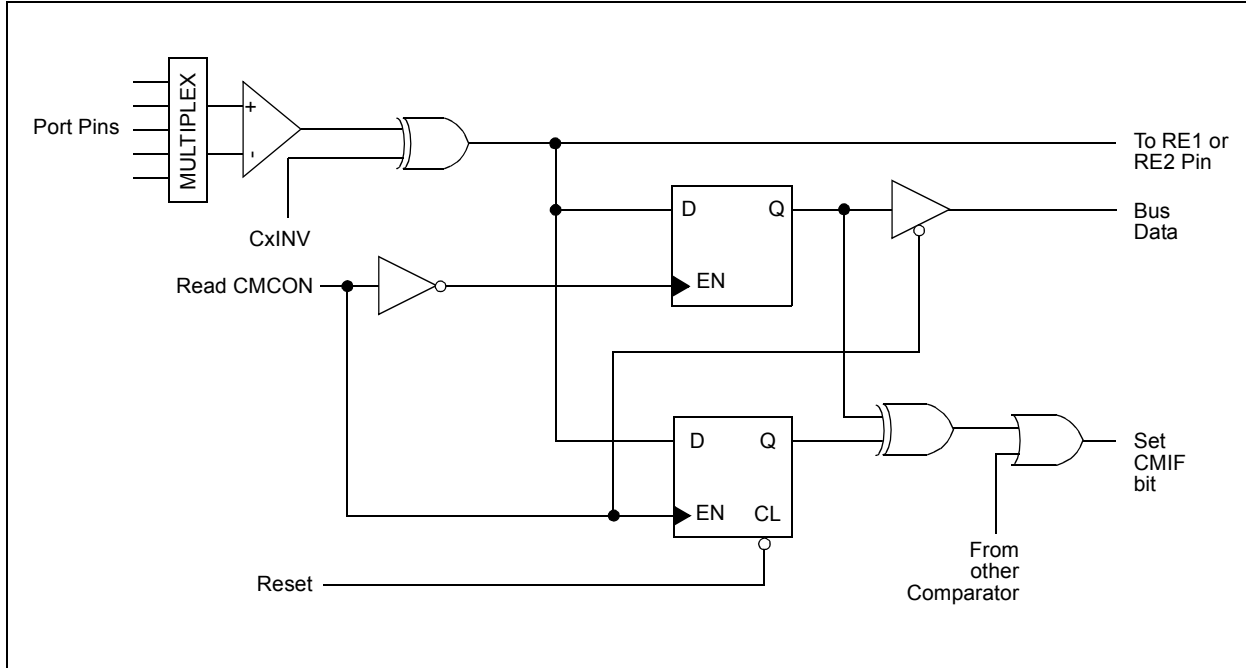 MULTIPLEX
Port Pins
+
-
CxINV
To RE1 or
RE2 Pin
D
Q
EN
Bus
Data
Read CMCON
D
Q
EN
CL
Set
CMIF
bit
From
other
Comparator
Reset